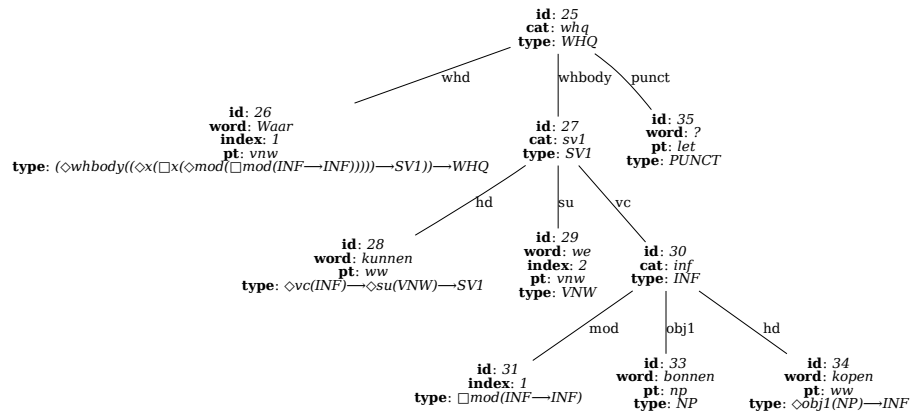 id: 25
cat: whq
type: WHQ
whd
whbody
punct
id: 26
word: Waar
index: 1
pt: vnw
type: (◇whbody((◇x(□x(◇mod(□mod(INF⟶INF)))))⟶SV1))⟶WHQ
id: 27
cat: sv1
type: SV1
id: 35
word: ?
pt: let
type: PUNCT
hd
su
vc
id: 28
word: kunnen
pt: ww
type: ◇vc(INF)⟶◇su(VNW)⟶SV1
id: 29
word: we
index: 2
pt: vnw
type: VNW
id: 30
cat: inf
type: INF
mod
obj1
hd
id: 31
index: 1
type: □mod(INF⟶INF)
id: 33
word: bonnen
pt: np
type: NP
id: 34
word: kopen
pt: ww
type: ◇obj1(NP)⟶INF